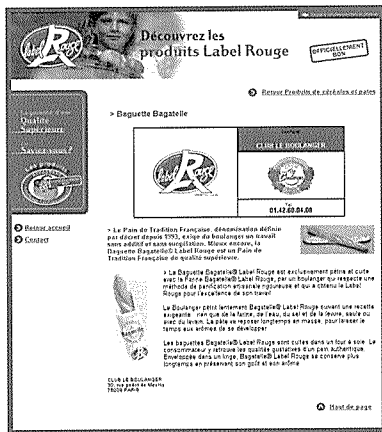 Label Rouge
Découvrez les
produits Label Rouge
OFFICIELLEMENT
BON
Retour Produits de céréales et pates
Qualité
Supérieure
Saviez-vous?
> Baguette Bagatelle
CLUB LE BOULANGER
Label Rouge
Tel
01.42.60.04.08
Retour accueil
Contact
> Le Pain de Tradition Française, dénomination définie
par décret depuis 1993, exige du boulanger un travail
sans additif et sans surgélation. Mieux encore, la
Baguette Bagatelle® Label Rouge est un Pain de
Tradition Française de qualité supérieure.
> La Baguette Bagatelle® Label Rouge est exclusivement pétrie et cuite
avec la Farine Bagatelle® Label Rouge, par un boulanger qui respecte une
méthode de panification artisanale rigoureuse et qui a obtenu le Label
Rouge pour l'excellence de son travail
Le Boulanger pétrit lentement Bagatelle® Label Rouge suivant une recette
exigeante : rien que de la farine, de l'eau, du sel et de la levure, seule ou
avec du levain. La pâte va reposer longtemps en masse, pour laisser le
temps aux arômes de se développer
Les baguettes Bagatelle® Label Rouge sont cuites dans un four à sole. Le
consommateur y retrouve les qualités gustatives d'un pain authentique.
Enveloppée dans un linge, Bagatelle® Label Rouge se conserve plus
longtemps en préservant son goût et son arôme
CLUB LE BOULANGER
PARIS
Haut de page